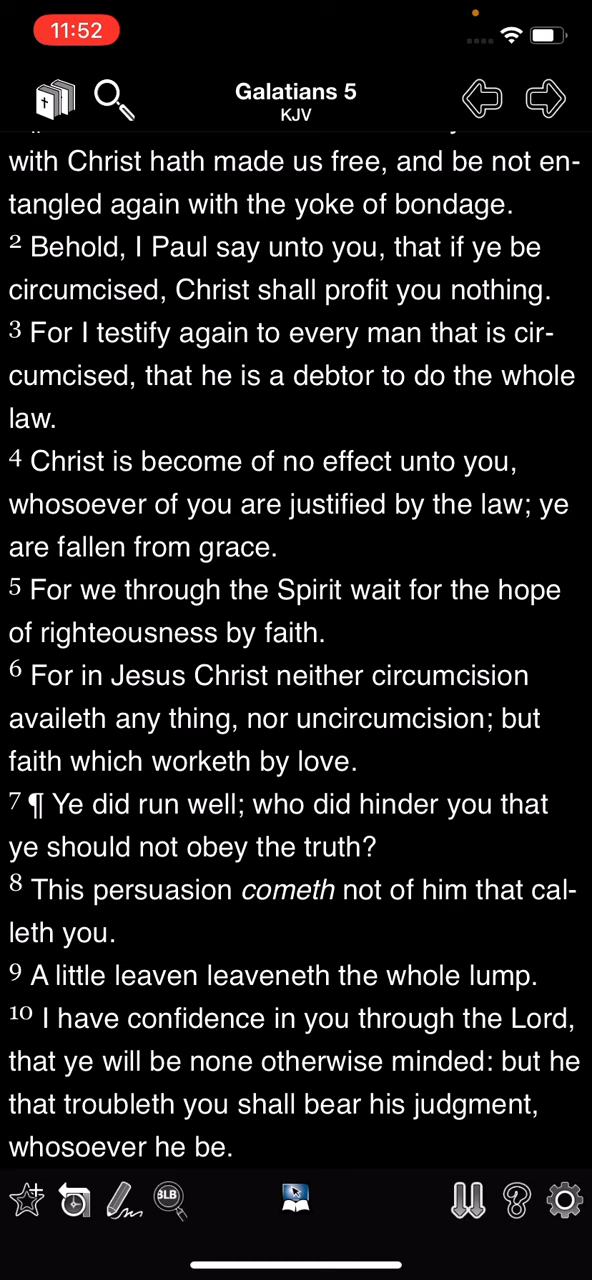 11:52
Galatians 5
KJV
with Christ hath made us free, and be not en-
tangled again with the yoke of bondage.
2 Behold, I Paul say unto you, that if ye be
circumcised, Christ shall profit you nothing.
3 For I testify again to every man that is cir-
cumcised, that he is a debtor to do the whole
law.
4 Christ is become of no effect unto you,
whosoever of you are justified by the law; ye
are fallen from grace.
5 For we through the Spirit wait for the hope
of righteousness by faith.
6 For in Jesus Christ neither circumcision
availeth any thing, nor uncircumcision; but
faith which worketh by love.
7 ¶ Ye did run well; who did hinder you that
ye should not obey the truth?
8 This persuasion cometh not of him that cal-
leth you.
9 A little leaven leaveneth the whole lump.
10 I have confidence in you through the Lord,
that ye will be none otherwise minded: but he
that troubleth you shall bear his judgment,
whosoever he be.
BLB